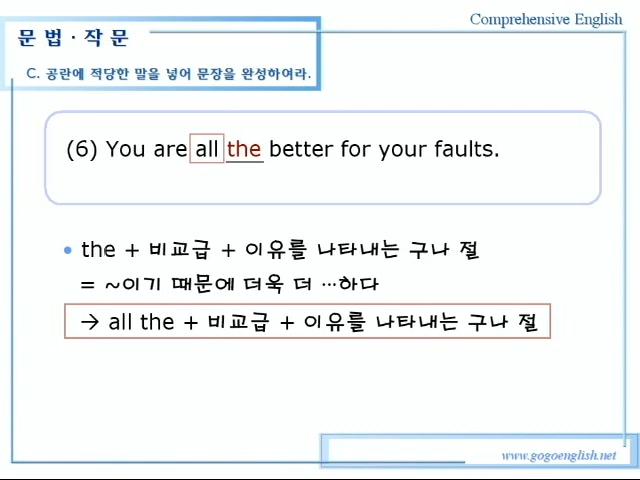 Comprehensive English
문 법 · 작 문
C. 공란에 적당한 말을 넣어 문장을 완성하여라.
(6) You are all the better for your faults.
• the + 비교급 + 이유를 나타내는 구나 절
= ~이기 때문에 더욱 더 …하다
→ all the + 비교급 + 이유를 나타내는 구나 절
www.gogoenglish.net